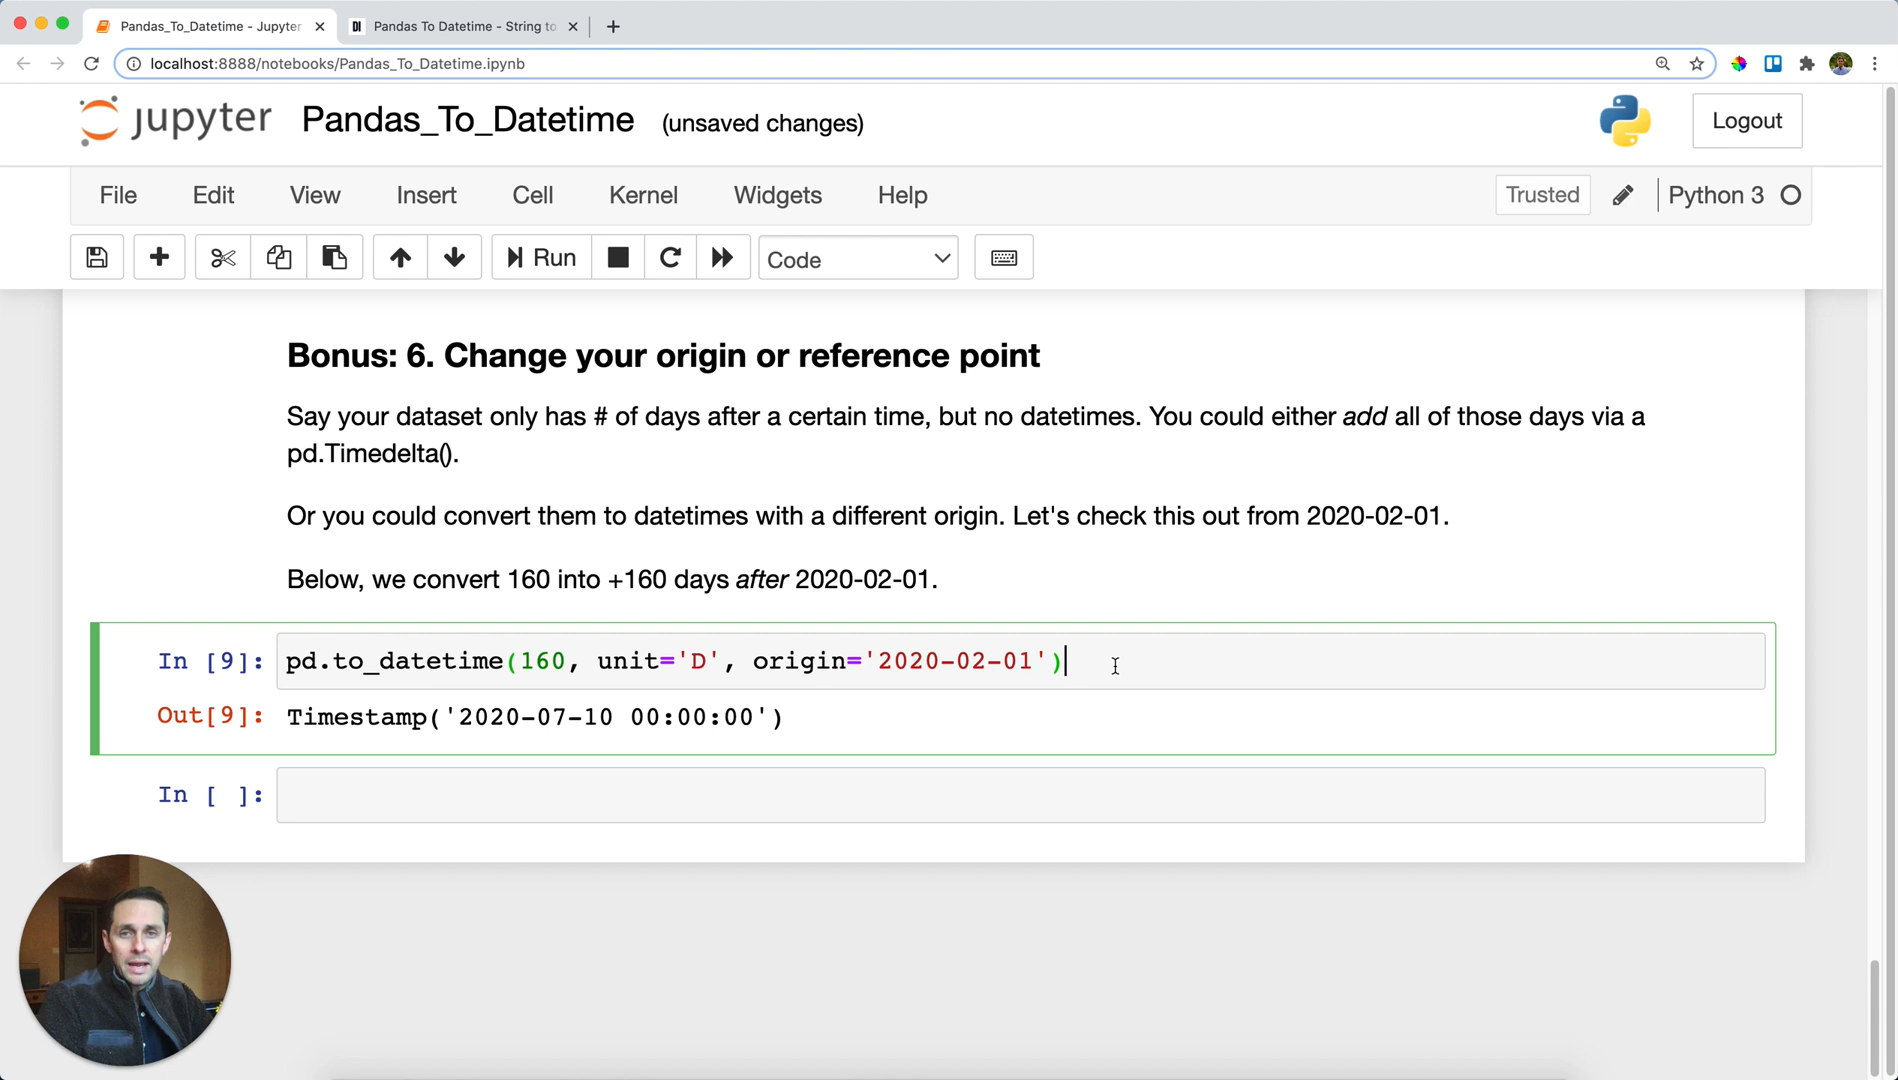 Pandas_To_Datetime - Jupyter
DI Pandas To Datetime - String to
localhost:8888/notebooks/Pandas_To_Datetime.ipynb
jupyter Pandas_To_Datetime (unsaved changes)
Logout
File Edit View Insert Cell Kernel Widgets Help
Trusted Python 3
Run Code
Bonus: 6. Change your origin or reference point
Say your dataset only has # of days after a certain time, but no datetimes. You could either add all of those days via a
pd.Timedelta().
Or you could convert them to datetimes with a different origin. Let's check this out from 2020-02-01.
Below, we convert 160 into +160 days after 2020-02-01.
In [9]: pd.to_datetime(160, unit='D', origin='2020-02-01')
Out[9]: Timestamp('2020-07-10 00:00:00')
In [ ]: